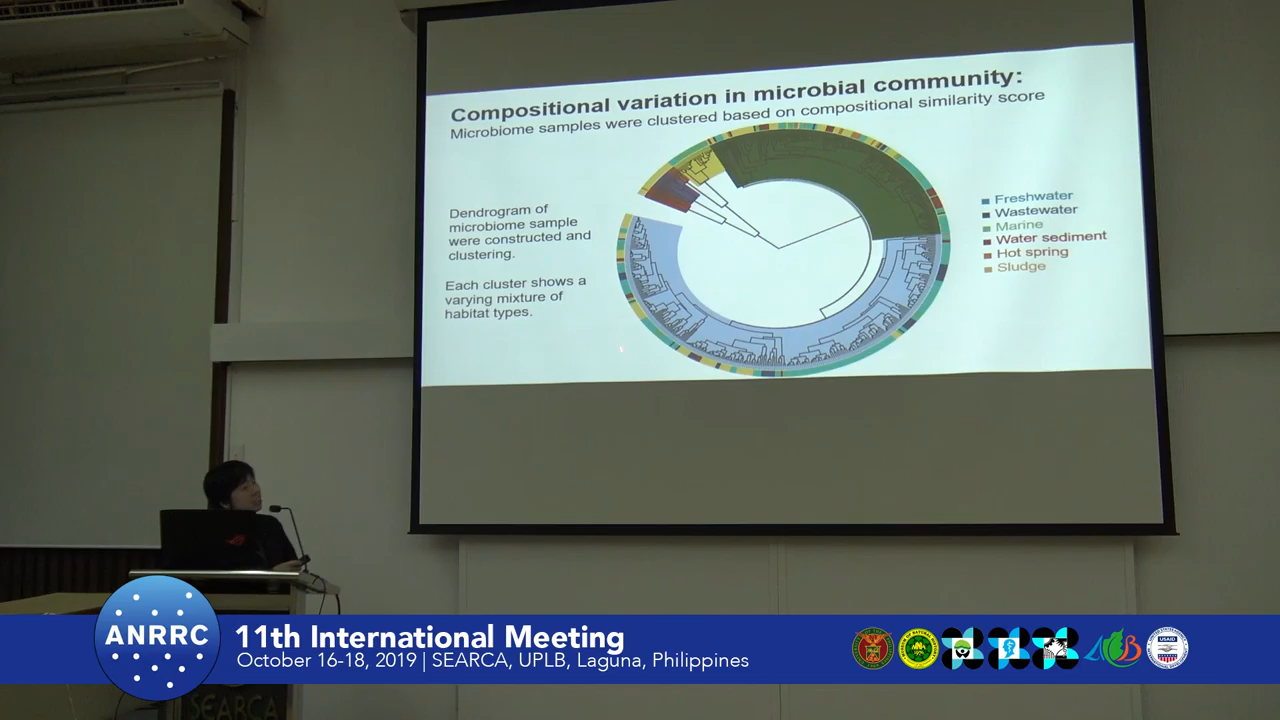 Compositional variation in microbial community:
Microbiome samples were clustered based on compositional similarity score
Dendrogram of
microbiome sample
were constructed and
clustering.
Each cluster shows a
varying mixture of
habitat types.
Freshwater
Wastewater
Marine
Water sediment
Hot spring
Sludge
ANRRC
11th International Meeting
October 16-18, 2019 | SEARCA, UPLB, Laguna, Philippines
USAID
SEARCA